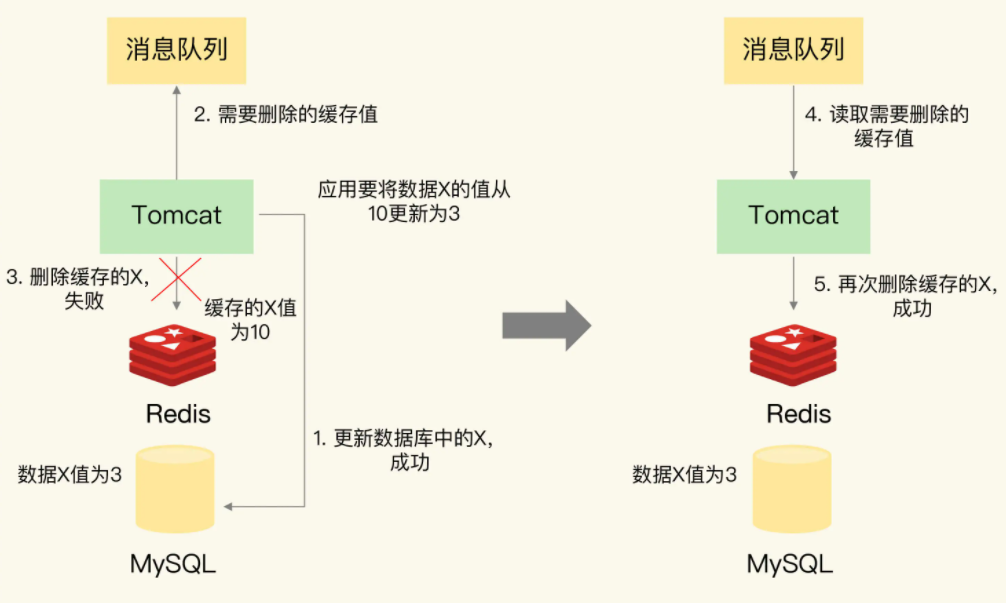 消息队列
2. 需要删除的缓存值
应用要将数据X的值从
10更新为3
Tomcat
3. 删除缓存的X,
失败
缓存的X值
为10
Redis
1. 更新数据库中的X,
成功
数据X值为3
MySQL
消息队列
4. 读取需要删除的
缓存值
Tomcat
5. 再次删除缓存的X,
成功
Redis
数据X值为3
MySQL